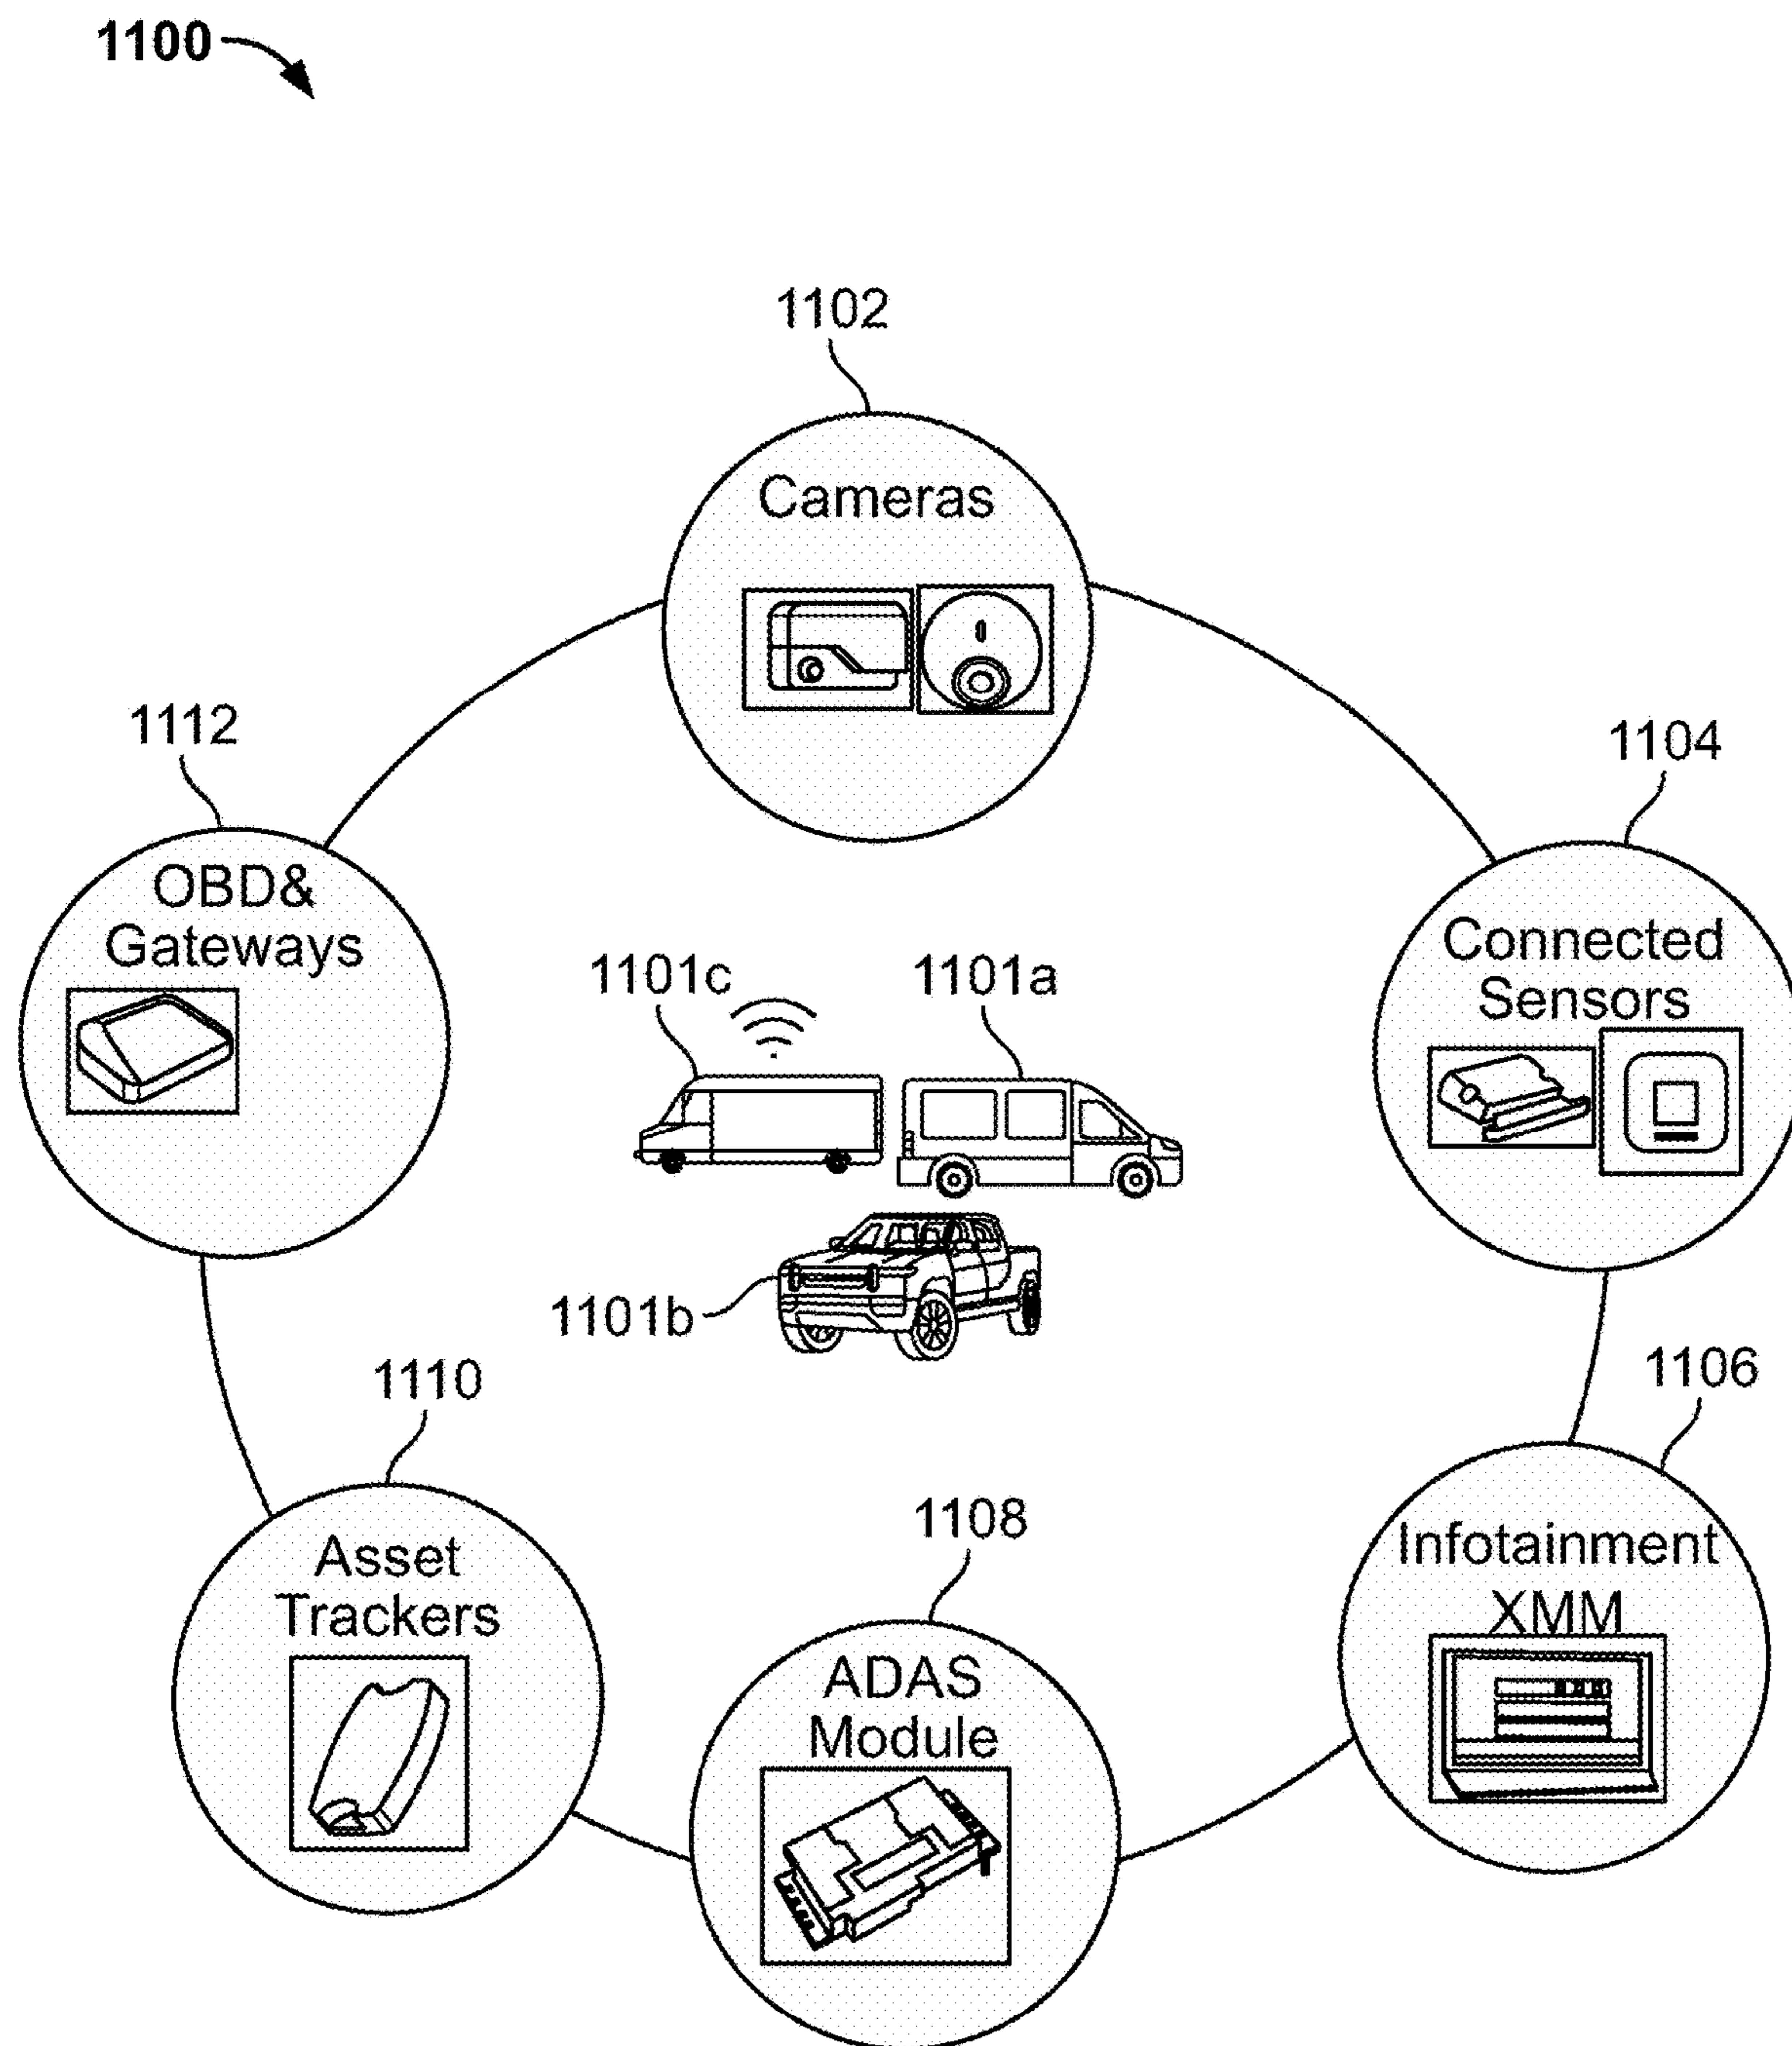 1100
1102
Cameras
1112
1104
OBD&
Gateways
Connected
Sensors
1101c
1101a
1101b
1110
1106
Asset
Trackers
1108
Infotainment
XMM
ADAS
Module